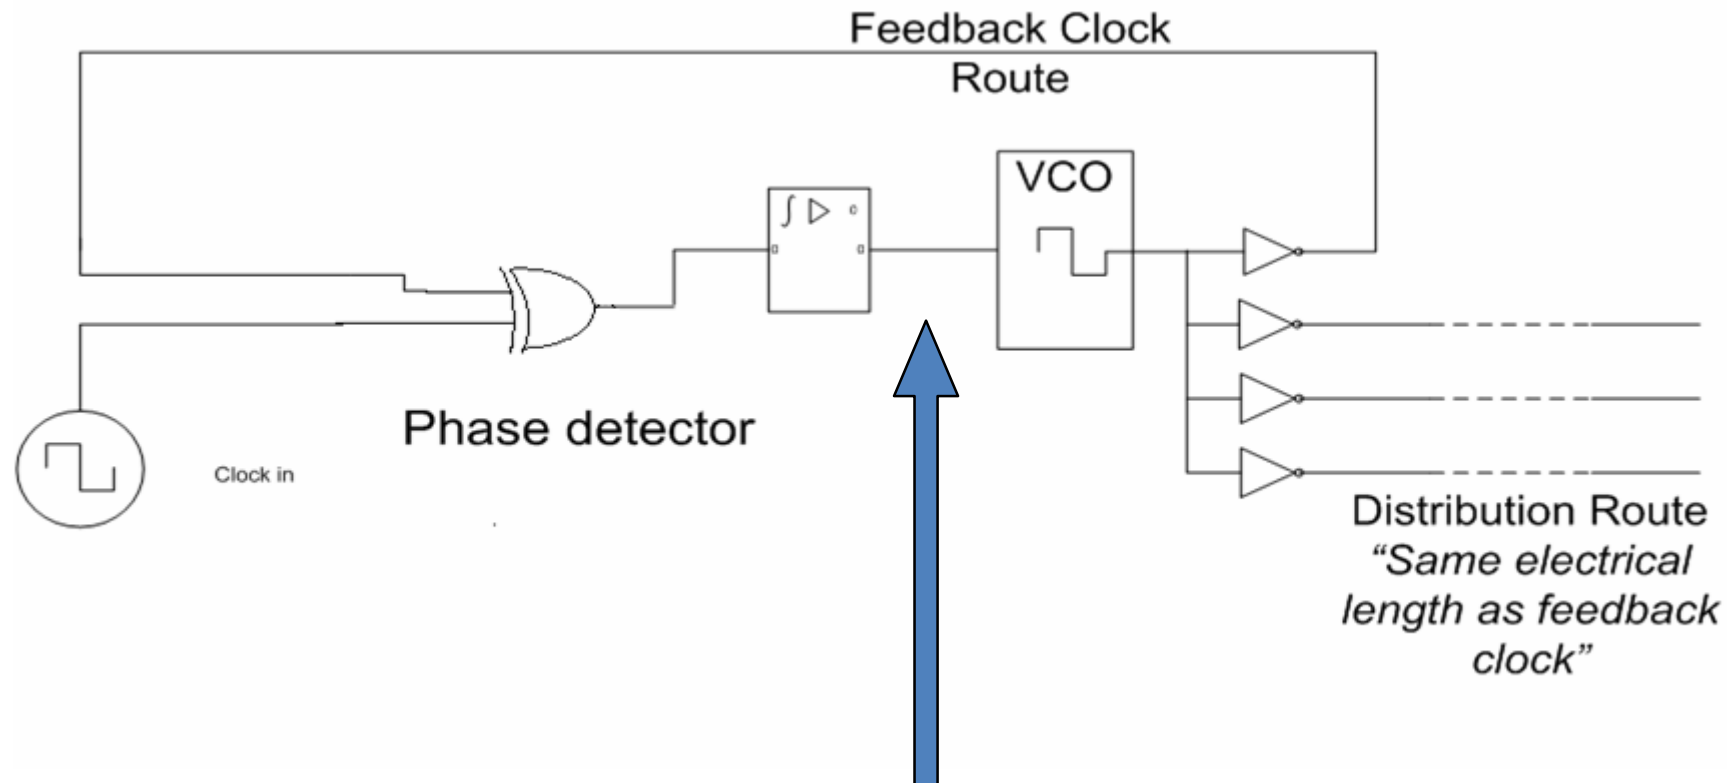 Feedback Clock
Route
VCO
Phase detector
Clock in
Distribution Route
“Same electrical
length as feedback
clock”